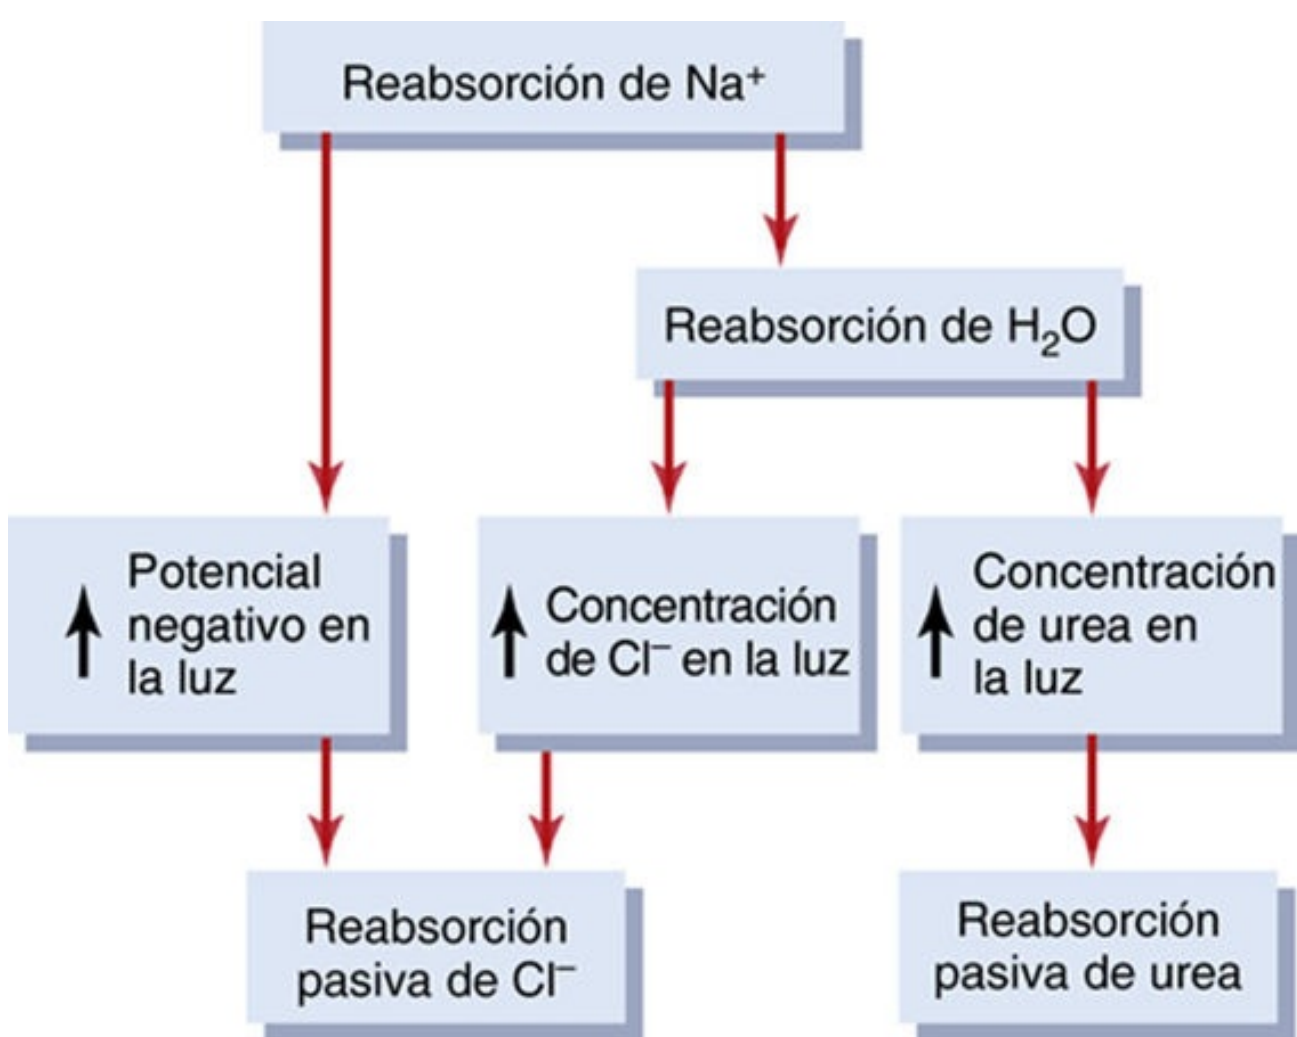 Reabsorción de Na⁺
Reabsorción de H₂O
Potencial
negativo en
la luz
Concentración
de Cl⁻ en la luz
Concentración
de urea en
la luz
Reabsorción
pasiva de Cl⁻
Reabsorción
pasiva de urea